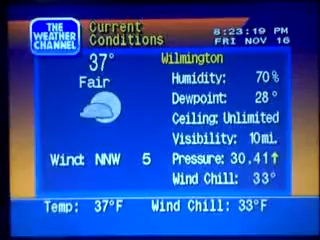 THE WEATHER CHANNEL
Current Conditions
8:23:19 PM
FRI NOV 16
37°
Fair
Wind: NNW 5
Wilmington
Humidity: 70%
Dewpoint: 28°
Ceiling: Unlimited
Visibility: 10mi.
Pressure: 30.41↑
Wind Chill: 33°
Temp: 37°F Wind Chill: 33°F